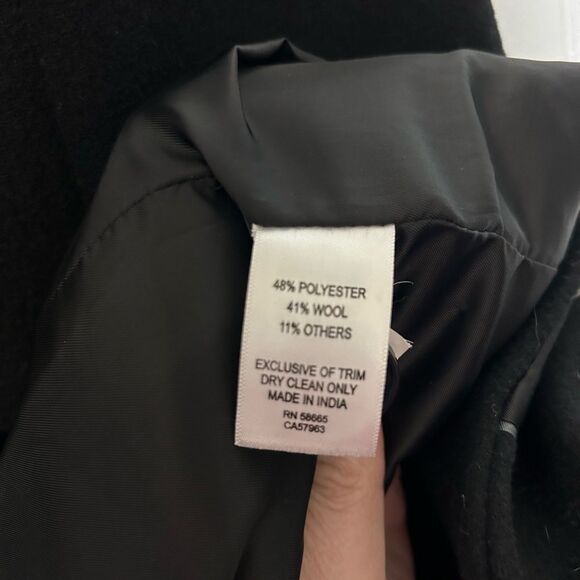 48% POLYESTER
41% WOOL
11% OTHERS
EXCLUSIVE OF TRIM
DRY CLEAN ONLY
MADE IN INDIA
RN 58665
CA57963